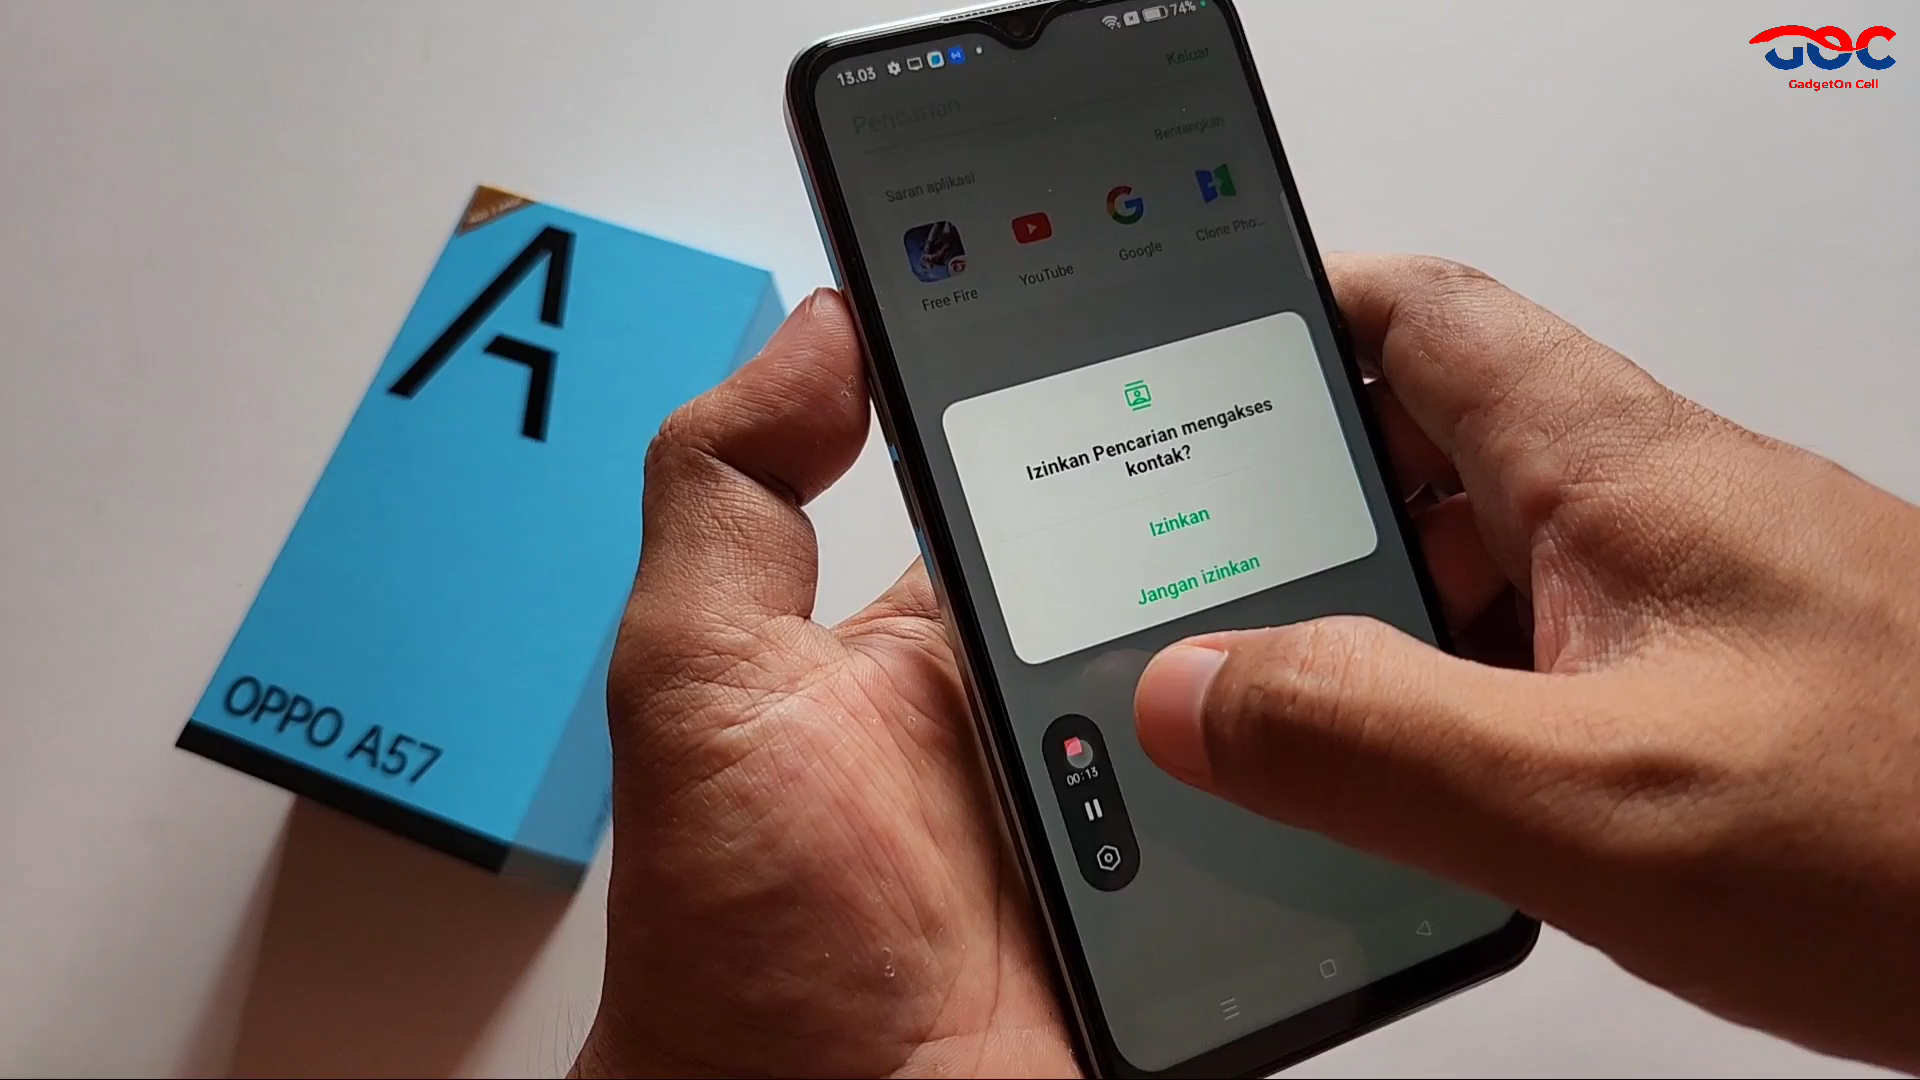 GOC
GadgetOn Cell
13.03
74%
Keluar
Pencarian
Bentangkan
Saran aplikasi
Free Fire
YouTube
Google
Clone Pho...
Izinkan Pencarian mengakses
kontak?
Izinkan
Jangan izinkan
00:13
OPPO A57